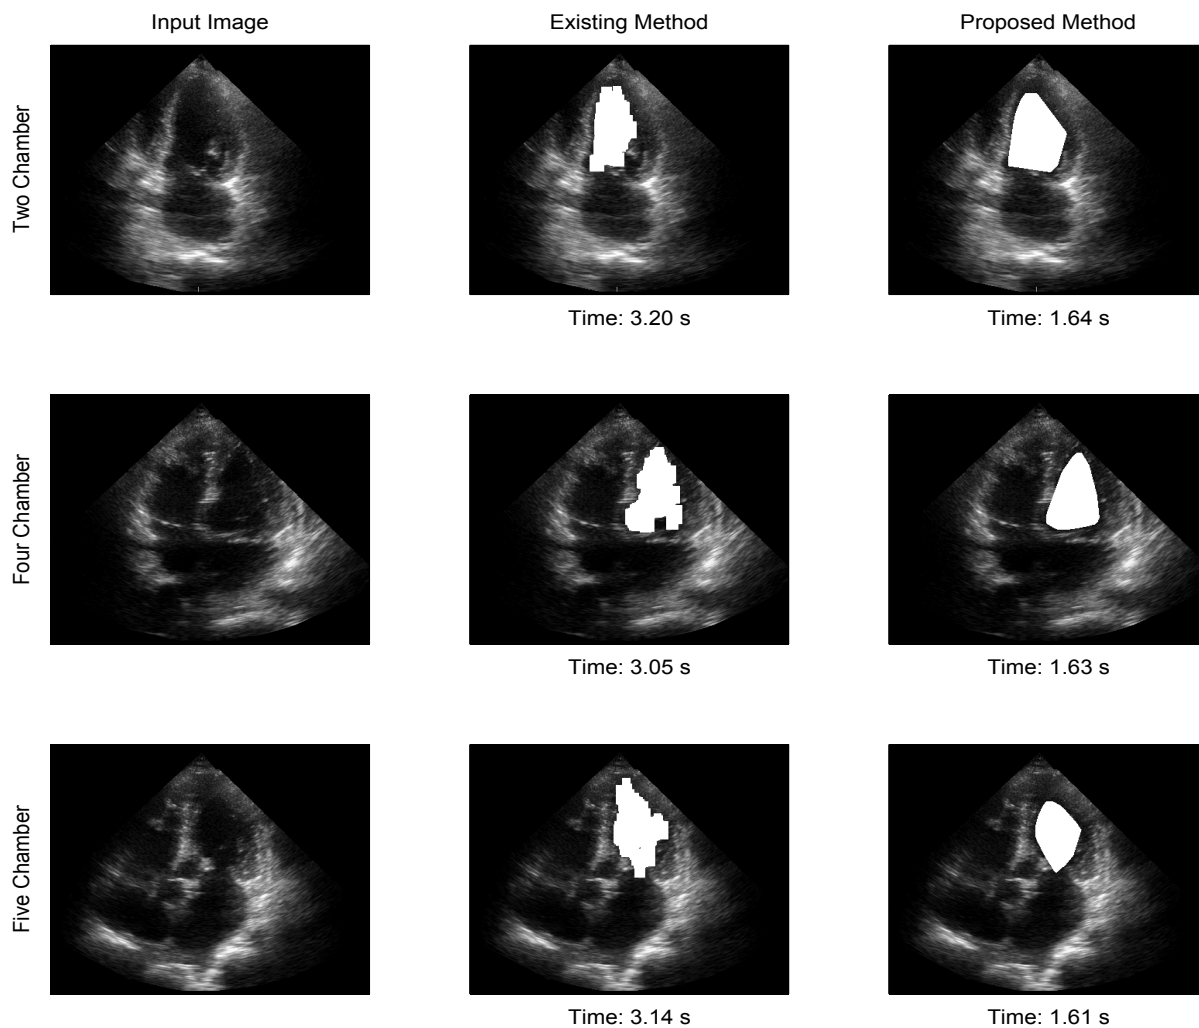 Input Image
Existing Method
Proposed Method
Two Chamber
Time: 3.20 s
Time: 1.64 s
Four Chamber
Time: 3.05 s
Time: 1.63 s
Five Chamber
Time: 3.14 s
Time: 1.61 s